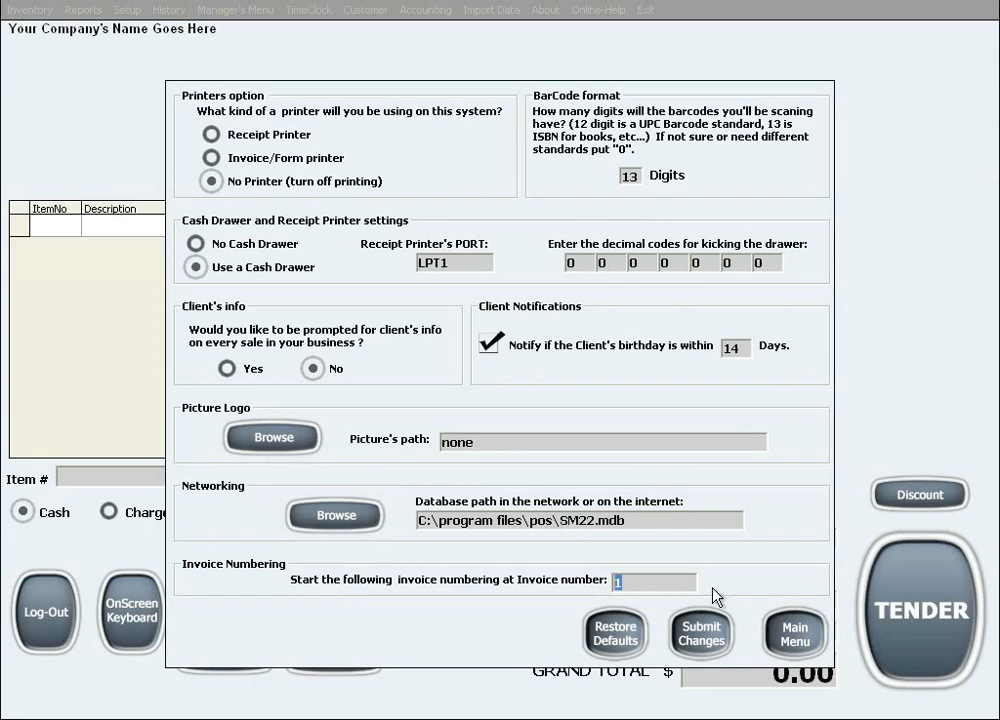 Inventory Reports Setup History Manager's Menu TimeClock Customer Accounting Import Data About Online-Help Exit
Your Company's Name Goes Here
Printers option
What kind of a printer will you be using on this system?
Receipt Printer
Invoice/Form printer
No Printer (turn off printing)
BarCode format
How many digits will the barcodes you'll be scaning
have? (12 digit is a UPC Barcode standard, 13 is
ISBN for books, etc...) If not sure or need different
standards put "0".
13 Digits
ItemNo Description
Cash Drawer and Receipt Printer settings
No Cash Drawer
Use a Cash Drawer
Receipt Printer's PORT:
LPT1
Enter the decimal codes for kicking the drawer:
0 0 0 0 0 0 0
Client's info
Would you like to be prompted for client's info
on every sale in your business ?
Yes No
Client Notifications
Notify if the Client's birthday is within 14 Days.
Picture Logo
Browse Picture's path: none
Networking
Browse
Database path in the network or on the internet:
C:\program files\pos\SM22.mdb
Invoice Numbering
Start the following invoice numbering at Invoice number: 1
Restore
Defaults
Submit
Changes
Main
Menu
Item #
Cash Charge
Log-Out
OnScreen
Keyboard
Discount
TENDER
GRAND TOTAL $ 0.00